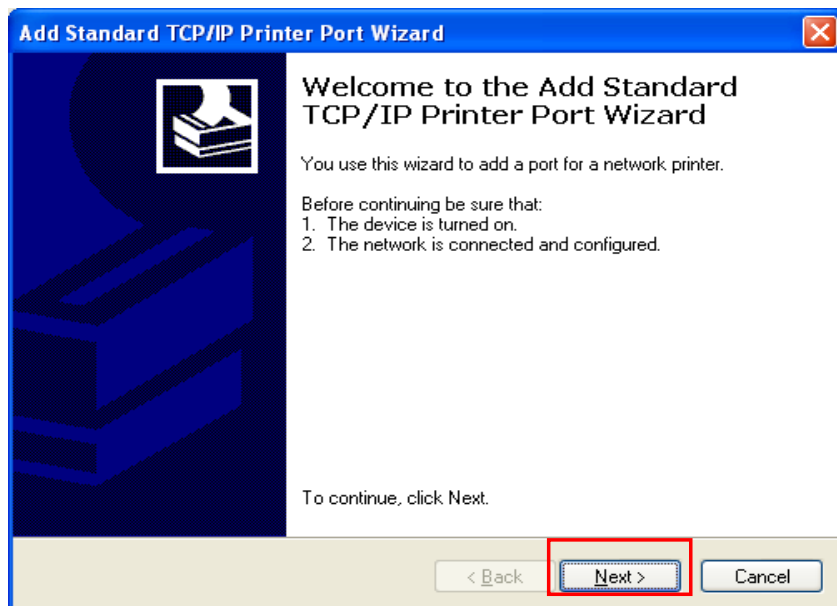 Add Standard TCP/IP Printer Port Wizard
Welcome to the Add Standard
TCP/IP Printer Port Wizard
You use this wizard to add a port for a network printer.
Before continuing be sure that:
1. The device is turned on.
2. The network is connected and configured.
To continue, click Next.
< Back
Next >
Cancel